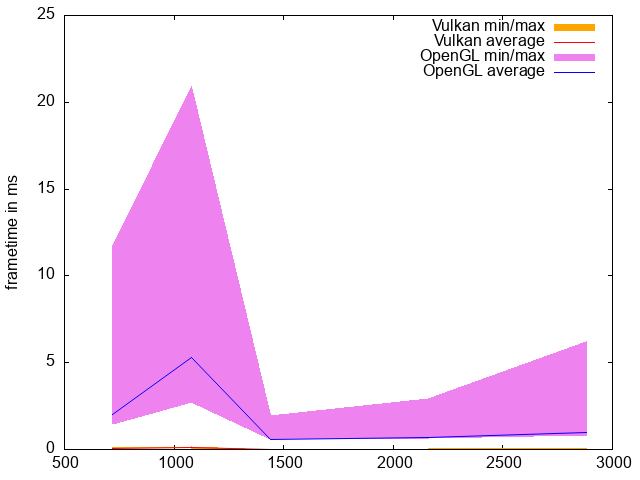 25
20
15
10
5
0
frametime in ms
Vulkan min/max
Vulkan average
OpenGL min/max
OpenGL average
500 1000 1500 2000 2500 3000